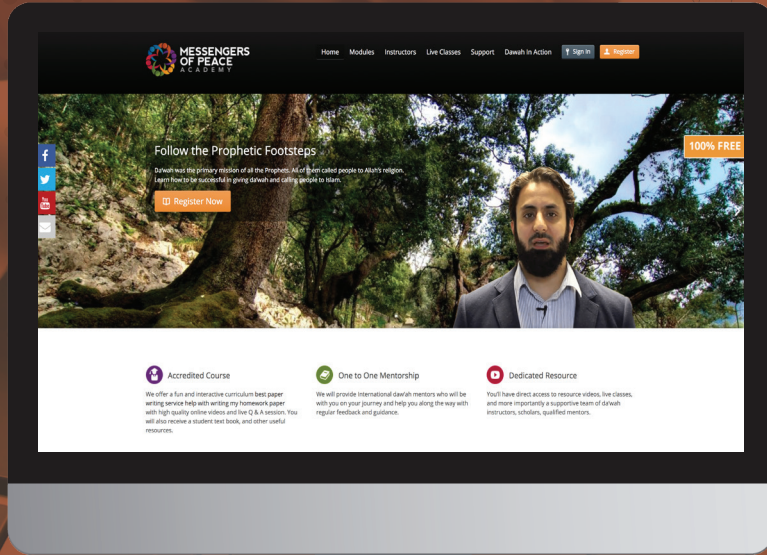 MESSENGERS
OF PEACE
ACADEMY
Home Modules Instructors Live Classes Support Dawah In Action Sign In Register
100% FREE
Follow the Prophetic Footsteps
Da'wah was the primary mission of all the Prophets. All of them called people to Allah's religion.
Learn how to be successful in giving da'wah and calling people to Islam.
Register Now
f
You
Tube
Accredited Course
We offer a fun and interactive curriculum best paper
writing service help with writing my homework paper
with high quality online videos and live Q & A session. You
will also receive a student text book, and other useful
resources.
One to One Mentorship
We will provide International daw'ah mentors who will be
with you on your journey and help you along the way with
regular feedback and guidance.
Dedicated Resource
You'll have direct access to resource videos, live classes,
and more importantly a supportive team of da'wah
instructors, scholars, qualified mentors.